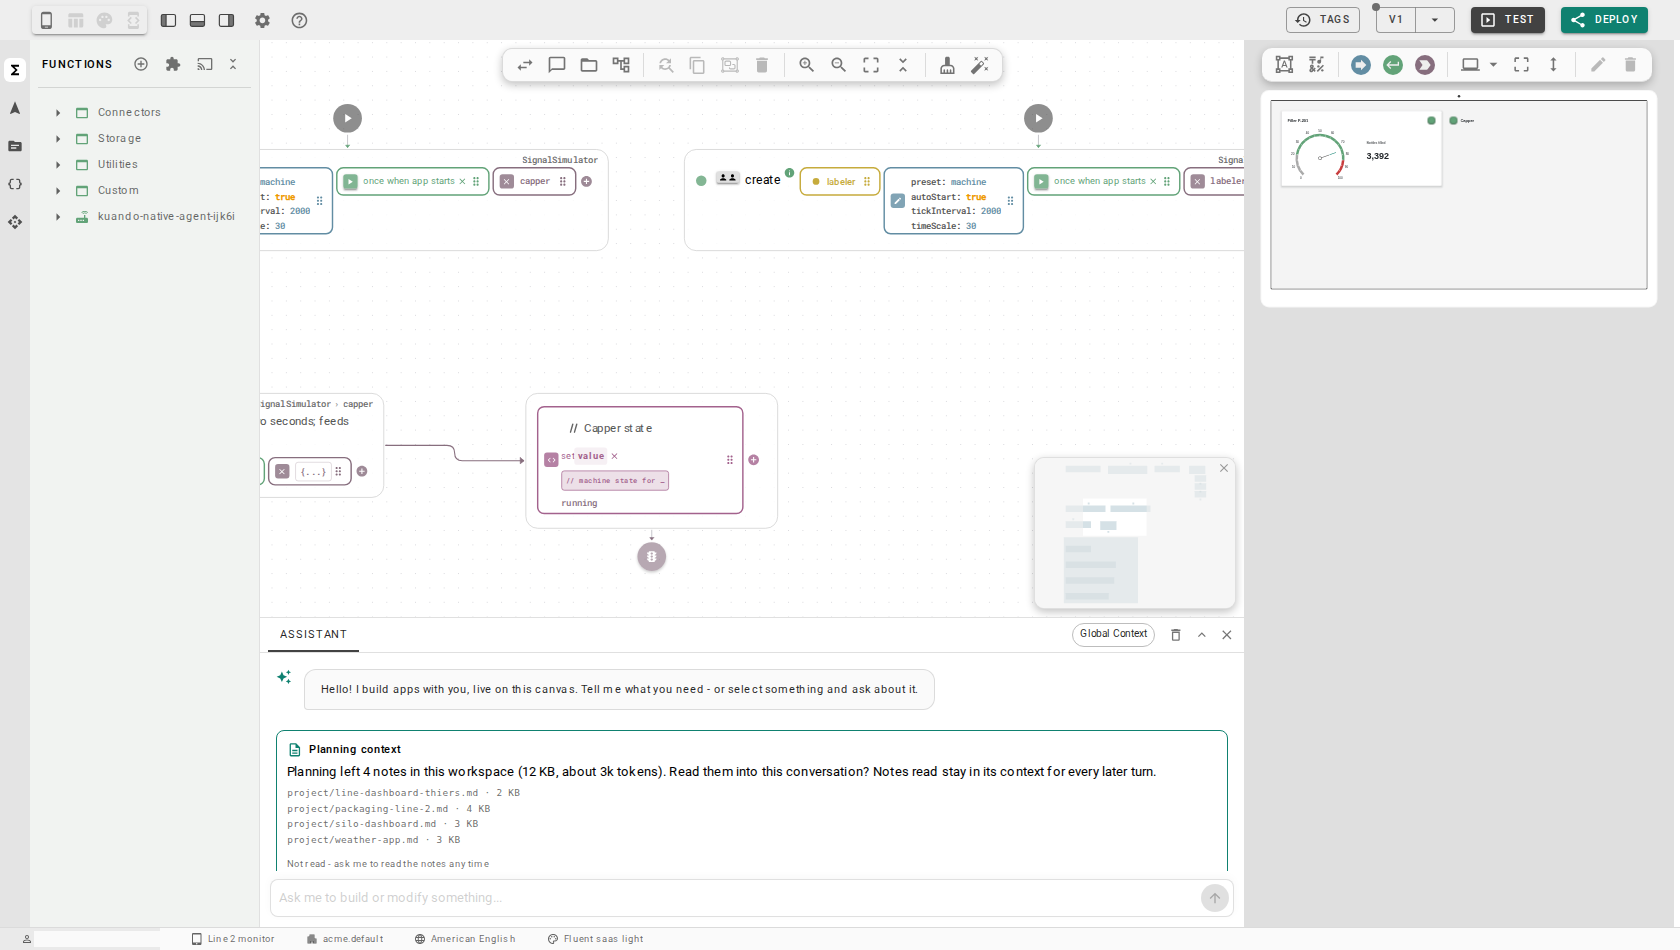 TAGS
V1
TEST
DEPLOY
FUNCTIONS
Connectors
Storage
Utilities
Custom
kuando-native-agent-ijk6i
SignalSimulator
machine
t: true
rval: 2000
e: 30
once when app starts
capper
Signa
create
labeler
preset: machine
autoStart: true
tickInterval: 2000
timeScale: 30
once when app starts
labeler
ignalSimulator › capper
o seconds; feeds
{...}
// Capper state
set value
// machine state for …
running
Filler F-201
Capper
3,392
ASSISTANT
Global Context
Hello! I build apps with you, live on this canvas. Tell me what you need - or select something and ask about it.
Planning context
Planning left 4 notes in this workspace (12 KB, about 3k tokens). Read them into this conversation? Notes read stay in its context for every later turn.
project/line-dashboard-thiers.md · 2 KB
project/packaging-line-2.md · 4 KB
project/silo-dashboard.md · 3 KB
project/weather-app.md · 3 KB
Not read - ask me to read the notes any time
Ask me to build or modify something...
Line 2 monitor
acme.default
American English
Fluent saas light